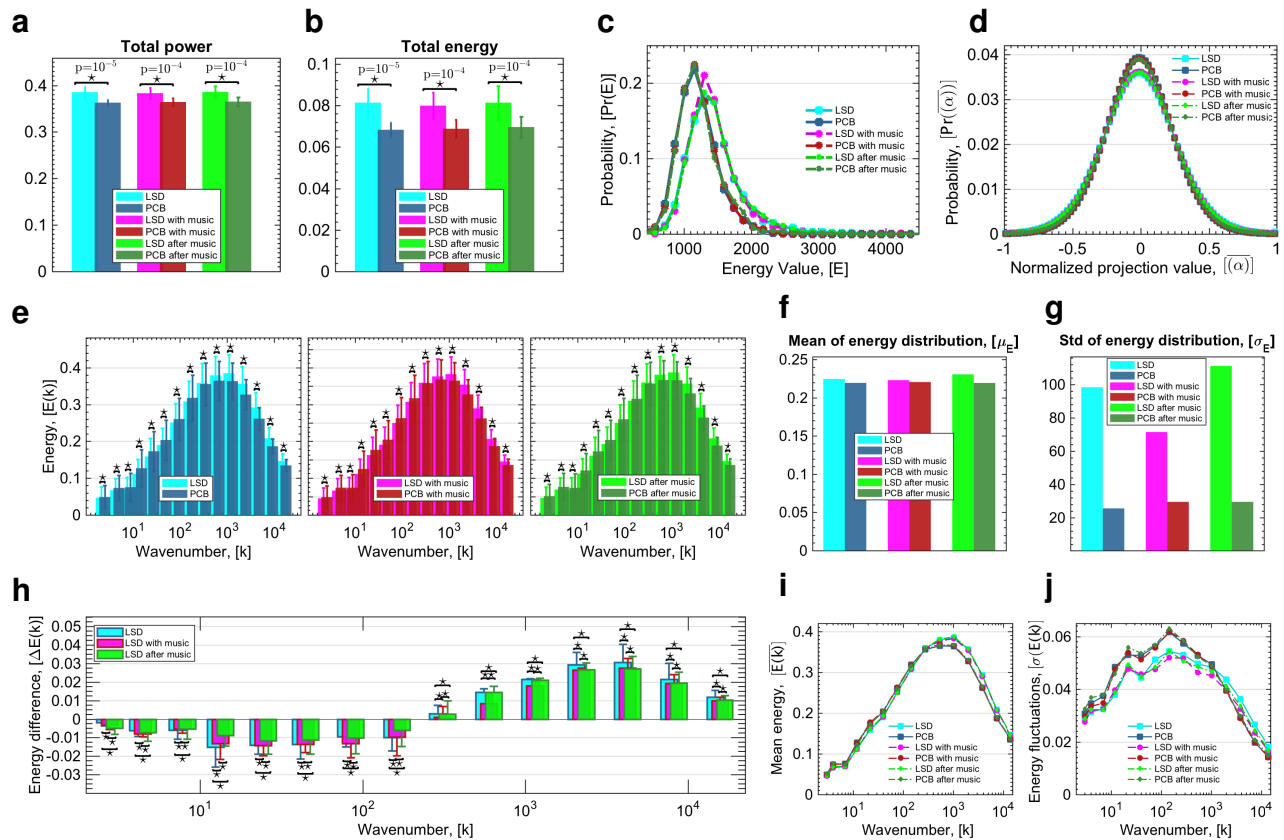 a
Total power
p=10⁻⁵
p=10⁻⁴
p=10⁻⁴
0.4
0.3
0.2
0.1
0
LSD
PCB
LSD with music
PCB with music
LSD after music
PCB after music
b
Total energy
p=10⁻⁵
p=10⁻⁴
p=10⁻⁴
0.1
0.08
0.06
0.04
0.02
0
LSD
PCB
LSD with music
PCB with music
LSD after music
PCB after music
c
Probability, [Pr(E)]
0.2
0.1
0
LSD
PCB
LSD with music
PCB with music
LSD after music
PCB after music
1000 2000 3000 4000
Energy Value, [E]
d
Probability, [Pr((α))]
0.04
0.03
0.02
0.01
0
LSD
PCB
LSD with music
PCB with music
LSD after music
PCB after music
-1 -0.5 0 0.5 1
Normalized projection value, [(α)]
e
Energy, [E(k)]
0.4
0.3
0.2
0.1
0
LSD
PCB
10¹ 10² 10³ 10⁴
Wavenumber, [k]
LSD with music
PCB with music
10¹ 10² 10³ 10⁴
Wavenumber, [k]
LSD after music
PCB after music
10¹ 10² 10³ 10⁴
Wavenumber, [k]
f
Mean of energy distribution, [μE]
0.25
0.2
0.15
0.1
0.05
0
LSD
PCB
LSD with music
PCB with music
LSD after music
PCB after music
g
Std of energy distribution, [σE]
100
80
60
40
20
LSD
PCB
LSD with music
PCB with music
LSD after music
PCB after music
h
Energy difference, [ΔE(k)]
0.05
0.04
0.03
0.02
0.01
0
-0.01
-0.02
-0.03
LSD
LSD with music
LSD after music
10¹ 10² 10³ 10⁴
Wavenumber, [k]
i
Mean energy, [E(k)]
0.4
0.3
0.2
0.1
0
LSD
PCB
LSD with music
PCB with music
LSD after music
PCB after music
10¹ 10² 10³ 10⁴
Wavenumber, [k]
j
Energy fluctuations, [σ(E(k)]
0.06
0.04
0.02
0
LSD
PCB
LSD with music
PCB with music
LSD after music
PCB after music
10¹ 10² 10³ 10⁴
Wavenumber, [k]